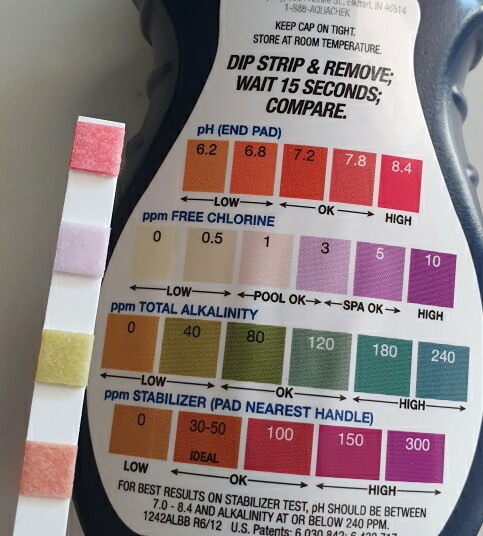 St., Elkhart, IN 46514
1-888-AQUACHEK
KEEP CAP ON TIGHT.
STORE AT ROOM TEMPERATURE.
DIP STRIP & REMOVE;
WAIT 15 SECONDS;
COMPARE.
pH (END PAD)
6.2 6.8 7.2 7.8 8.4
LOW OK HIGH
ppm FREE CHLORINE
0 0.5 1 3 5 10
LOW POOL OK SPA OK HIGH
ppm TOTAL ALKALINITY
0 40 80 120 180 240
LOW OK HIGH
ppm STABILIZER (PAD NEAREST HANDLE)
0 30-50 100 150 300
IDEAL
LOW OK HIGH
FOR BEST RESULTS ON STABILIZER TEST, pH SHOULD BE BETWEEN
7.0 - 8.4 AND ALKALINITY AT OR BELOW 240 PPM.
1242ALBB R6/12 U.S. Patents: